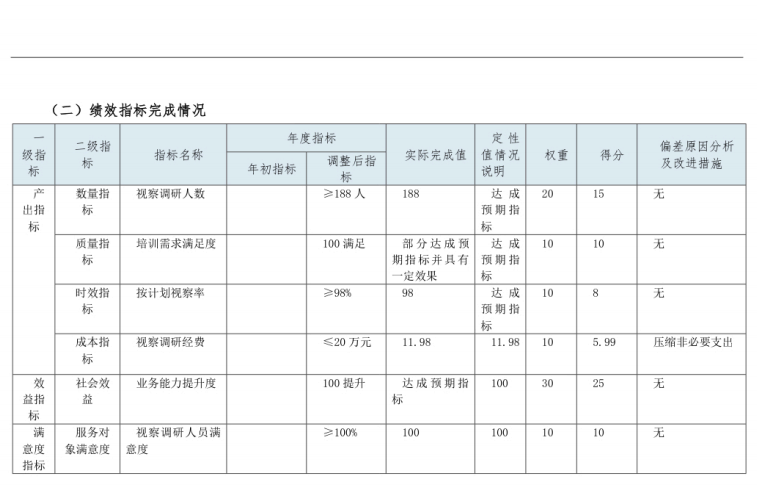 （二）绩效指标完成情况
一级指标 二级指标 指标名称 年度指标 实际完成值 定性值情况说明 权重 得分 偏差原因分析及改进措施
年初指标 调整后指标
产出指标 数量指标 视察调研人数 ≥188 人 188 达成预期指标 20 15 无
质量指标 培训需求满足度 100 满足 部分达成预期指标并具有一定效果 达成预期指标 10 10 无
时效指标 按计划视察率 ≥98% 98 达成预期指标 10 8 无
成本指标 视察调研经费 ≤20 万元 11.98 11.98 10 5.99 压缩非必要支出
效益指标 社会效益 业务能力提升度 100 提升 达成预期指标 100 30 25 无
满意度指标 服务对象满意度 视察调研人员满意度 ≥100% 100 100 10 10 无